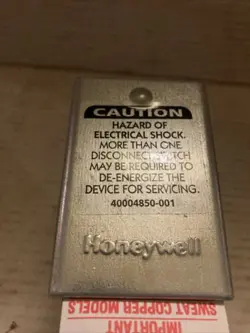 CAUTION
HAZARD OF
ELECTRICAL SHOCK.
MORE THAN ONE
DISCONNECT SWITCH
MAY BE REQUIRED TO
DE-ENERGIZE THE
DEVICE FOR SERVICING.
40004850-001
Honeywell
IMPORTANT
SWEAT COPPER MODELS